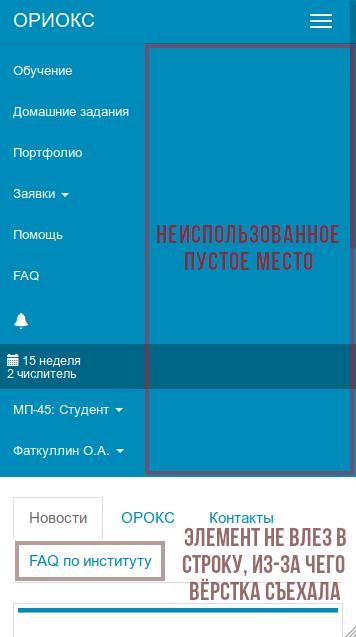 ОРИОКС
Обучение
Домашние задания
Портфолио
Заявки
Помощь
FAQ
НЕИСПОЛЬЗОВАННОЕ
ПУСТОЕ МЕСТО
15 неделя
2 числитель
МП-45: Студент
Фаткуллин О.А.
Новости ОРОКС Контакты
FAQ по институту
ЭЛЕМЕНТ НЕ ВЛЕЗ В
СТРОКУ, ИЗ-ЗА ЧЕГО
ВЁРСТКА СЪЕХАЛА